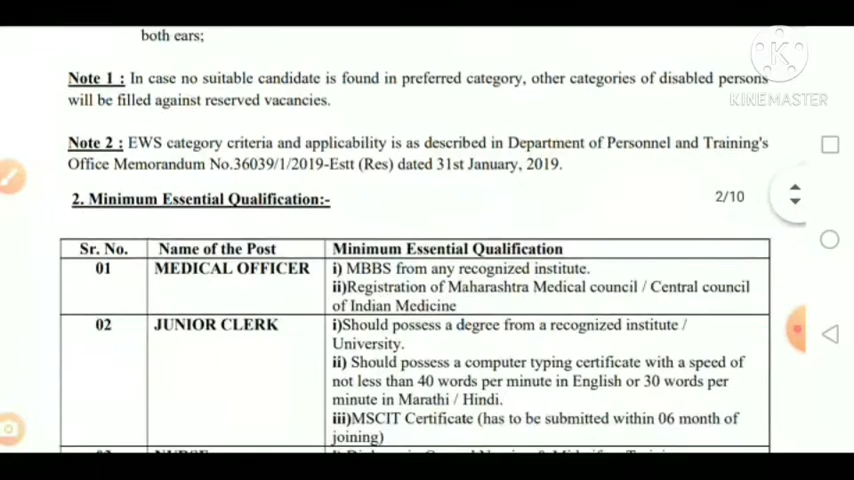 both ears;
KINEMASTER
Note 1 : In case no suitable candidate is found in preferred category, other categories of disabled persons
will be filled against reserved vacancies.
Note 2 : EWS category criteria and applicability is as described in Department of Personnel and Training's
Office Memorandum No.36039/1/2019-Estt (Res) dated 31st January, 2019.
2. Minimum Essential Qualification:-
2/10
Sr. No. Name of the Post Minimum Essential Qualification
01 MEDICAL OFFICER i) MBBS from any recognized institute.
ii)Registration of Maharashtra Medical council / Central council
of Indian Medicine
02 JUNIOR CLERK i)Should possess a degree from a recognized institute /
University.
ii) Should possess a computer typing certificate with a speed of
not less than 40 words per minute in English or 30 words per
minute in Marathi / Hindi.
iii)MSCIT Certificate (has to be submitted within 06 month of
joining)